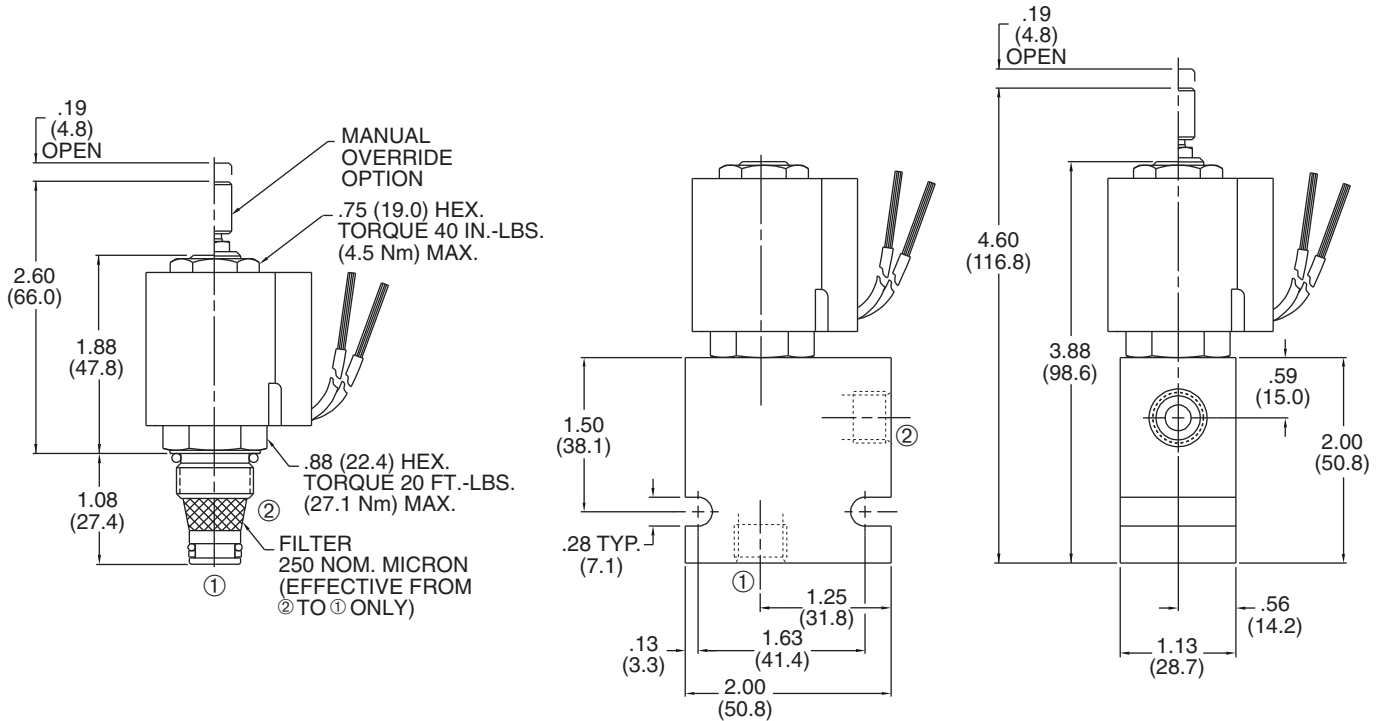 .19
(4.8)
OPEN
MANUAL
OVERRIDE
OPTION
.75 (19.0) HEX.
TORQUE 40 IN.-LBS.
(4.5 Nm) MAX.
2.60
(66.0)
1.88
(47.8)
1.08
(27.4)
.88 (22.4) HEX.
TORQUE 20 FT.-LBS.
(27.1 Nm) MAX.
②
FILTER
250 NOM. MICRON
(EFFECTIVE FROM
② TO ① ONLY)
①
1.50
(38.1)
②
.28 TYP.
(7.1)
①
1.25
(31.8)
.13
(3.3)
1.63
(41.4)
2.00
(50.8)
.19
(4.8)
OPEN
4.60
(116.8)
3.88
(98.6)
.59
(15.0)
2.00
(50.8)
.56
(14.2)
1.13
(28.7)